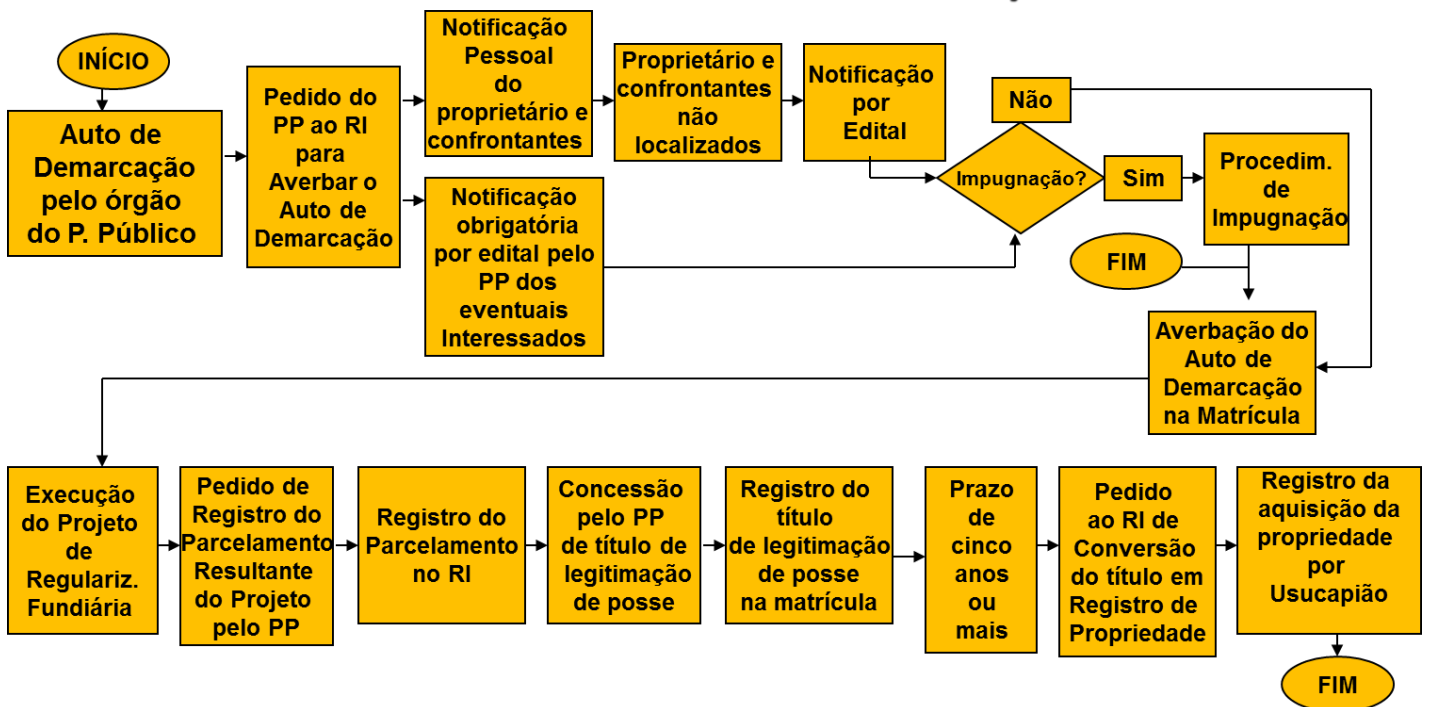 INÍCIO
Auto de
Demarcação
pelo órgão
do P. Público
Pedido do
PP ao RI
para
Averbar o
Auto de
Demarcação
Notificação
Pessoal
do
proprietário e
confrontantes
Proprietário e
confrontantes
não
localizados
Notificação
por
Edital
Notificação
obrigatória
por edital pelo
PP dos
eventuais
Interessados
Impugnação?
Não
Sim
Procedim.
de
Impugnação
FIM
Averbação do
Auto de
Demarcação
na Matrícula
Execução
do Projeto
de
Regulariz.
Fundiária
Pedido de
Registro do
Parcelamento
Resultante
do Projeto
pelo PP
Registro do
Parcelamento
no RI
Concessão
pelo PP
de título de
legitimação
de posse
Registro do
título
de legitimação
de posse
na matrícula
Prazo
de
cinco
anos
ou
mais
Pedido
ao RI de
Conversão
do título em
Registro de
Propriedade
Registro da
aquisição da
propriedade
por
Usucapião
FIM